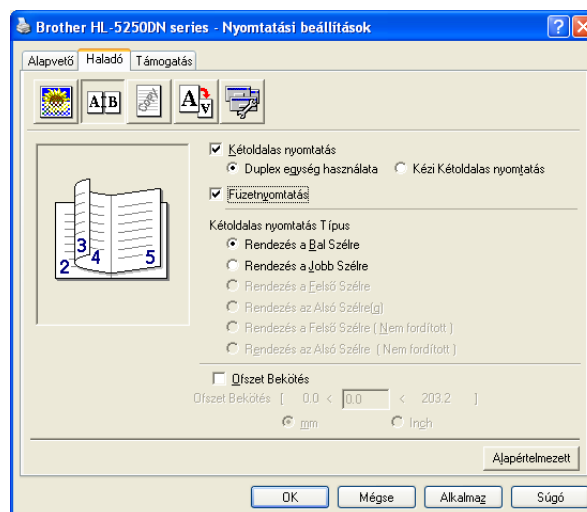 Brother HL-5250DN series - Nyomtatási beállítások
Alapvető Haladó Támogatás
A B Copy A A
Kétoldalas nyomtatás
Duplex egység használata Kézi Kétoldalas nyomtatás
Füzetnyomtatás
2 3 4 5
Kétoldalas nyomtatás Típus
Rendezés a Bal Szélre
Rendezés a Jobb Szélre
Rendezés a Felső Szélre
Rendezés az Alsó Szélre(g)
Rendezés a Felső Szélre ( Nem fordított )
Rendezés az Alsó Szélre ( Nem fordított )
Ofszet Bekötés
Ofszet Bekötés [ 0.0 < 0.0 < 203.2 ]
mm Inch
Alapértelmezett
OK Mégse Alkalmaz Súgó